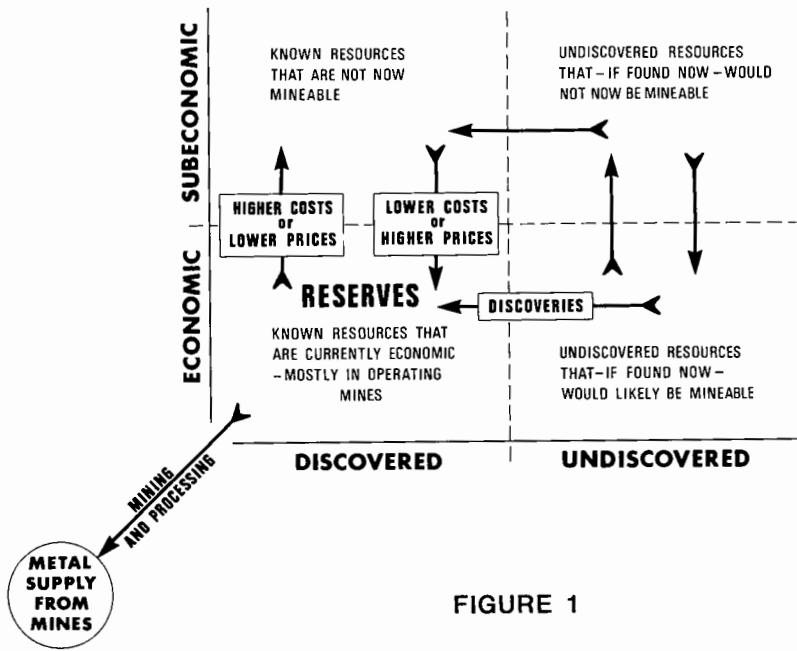 SUBECONOMIC
KNOWN RESOURCES
THAT ARE NOT NOW
MINEABLE
UNDISCOVERED RESOURCES
THAT-IF FOUND NOW-WOULD
NOT NOW BE MINEABLE
HIGHER COSTS
or
LOWER PRICES
LOWER COSTS
or
HIGHER PRICES
ECONOMIC
RESERVES
DISCOVERIES
KNOWN RESOURCES THAT
ARE CURRENTLY ECONOMIC
-MOSTLY IN OPERATING
MINES
UNDISCOVERED RESOURCES
THAT-IF FOUND NOW-
WOULD LIKELY BE MINEABLE
DISCOVERED
UNDISCOVERED
MINING
AND PROCESSING
METAL
SUPPLY
FROM
MINES
FIGURE 1